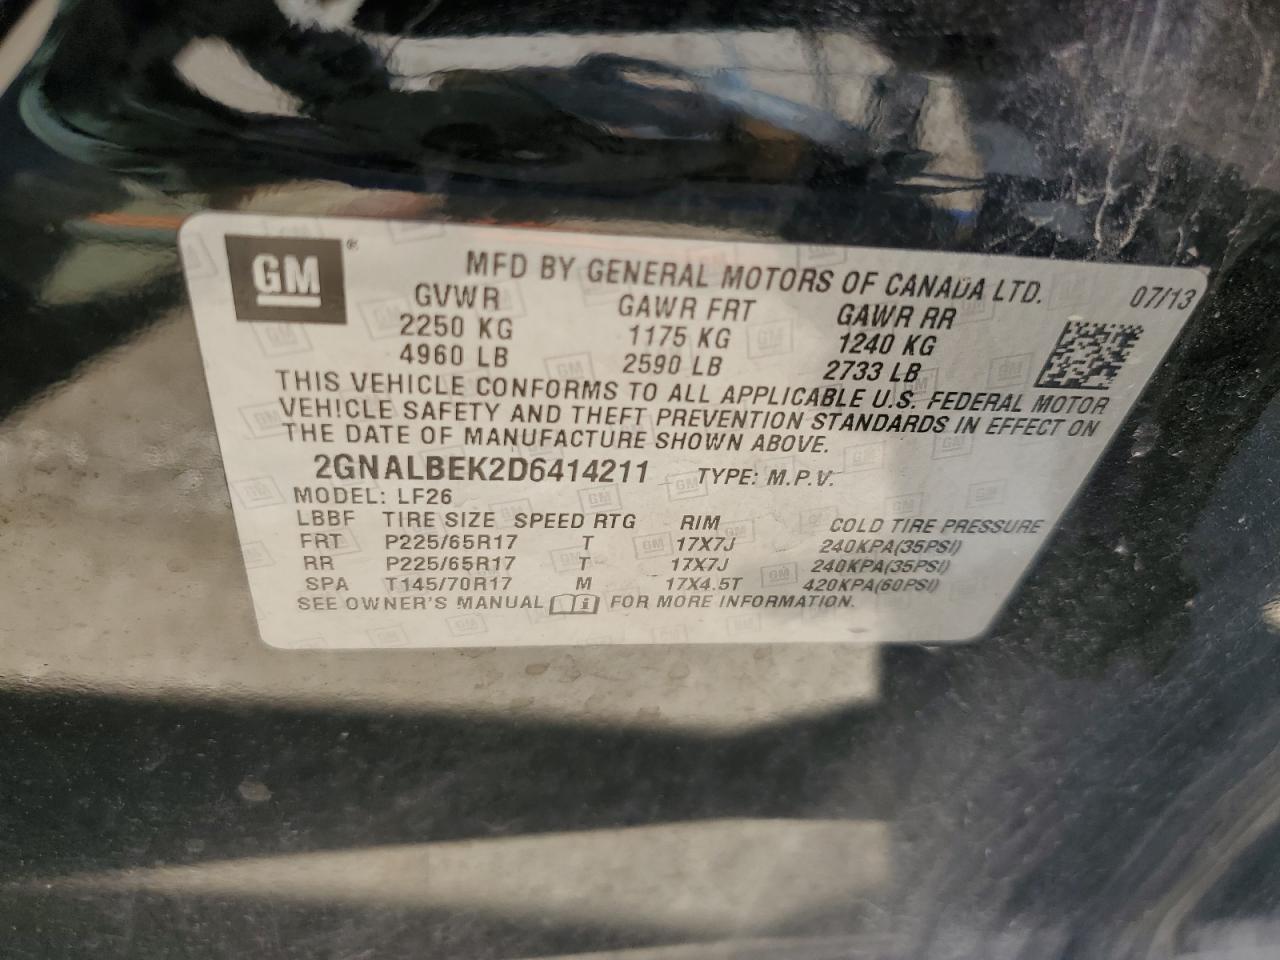 GM®
MFD BY GENERAL MOTORS OF CANADA LTD.
07/13
GVWR GAWR FRT GAWR RR
2250 KG 1175 KG 1240 KG
4960 LB 2590 LB 2733 LB
THIS VEHICLE CONFORMS TO ALL APPLICABLE U.S. FEDERAL MOTOR
VEHICLE SAFETY AND THEFT PREVENTION STANDARDS IN EFFECT ON
THE DATE OF MANUFACTURE SHOWN ABOVE.
2GNALBEK2D6414211 TYPE: M.P.V.
MODEL: LF26
LBBF TIRE SIZE SPEED RTG RIM COLD TIRE PRESSURE
FRT P225/65R17 T 17X7J 240KPA(35PSI)
RR P225/65R17 T 17X7J 240KPA(35PSI)
SPA T145/70R17 M 17X4.5T 420KPA(60PSI)
SEE OWNER'S MANUAL i FOR MORE INFORMATION.